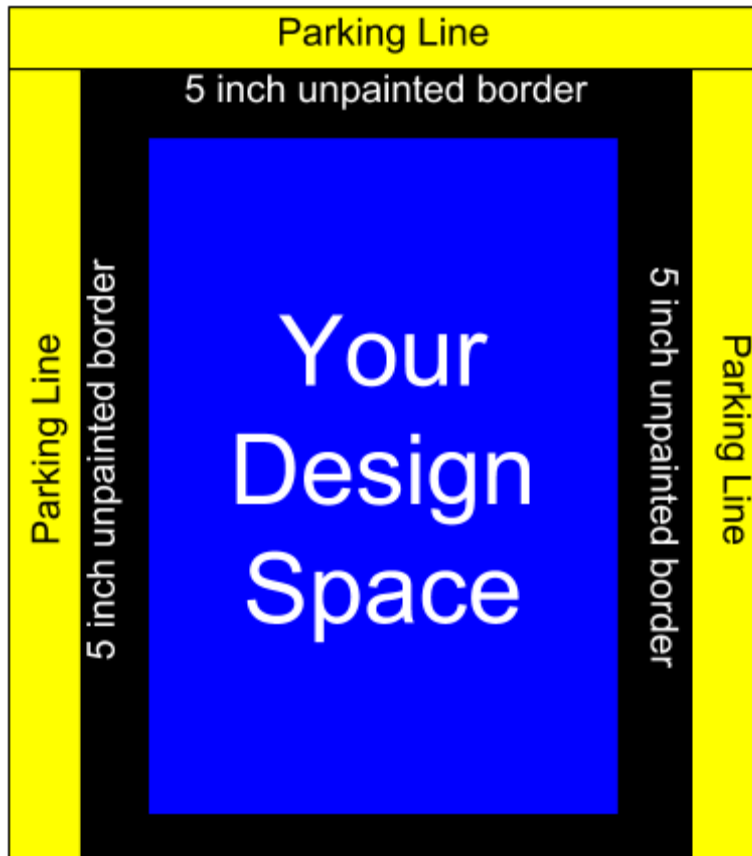 Parking Line
5 inch unpainted border
Parking Line
5 inch unpainted border
Your
Design
Space
5 inch unpainted border
Parking Line